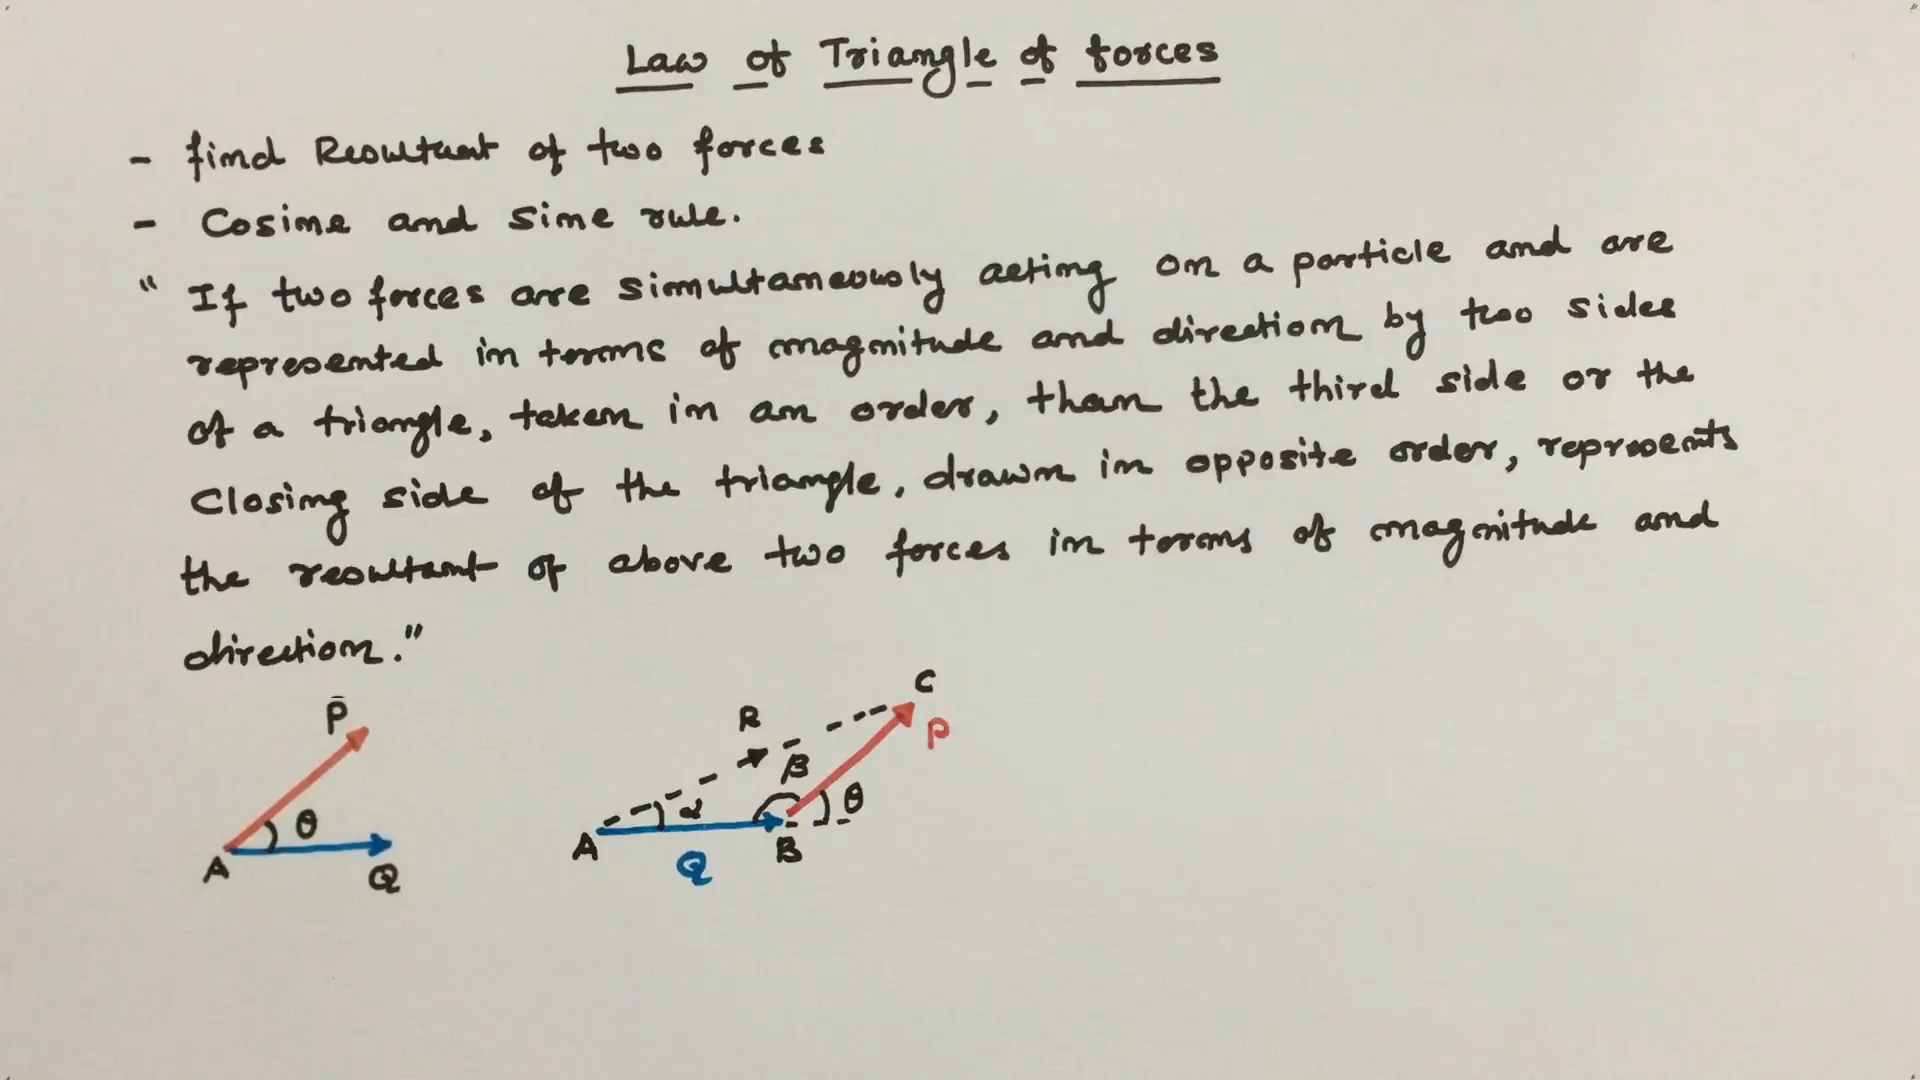 Law of Triangle of forces
- find Resultant of two forces
- Cosine and Sine rule.
" If two forces are simultaneously acting on a particle and are
represented in terms of magnitude and direction by two sides
of a triangle, taken in an order, than the third side or the
Closing side of the triangle, drawn in opposite order, represents
the resultant of above two forces in terms of magnitude and
direction."
P
θ
A
Q
C
R
P
β
α
θ
A
B
Q